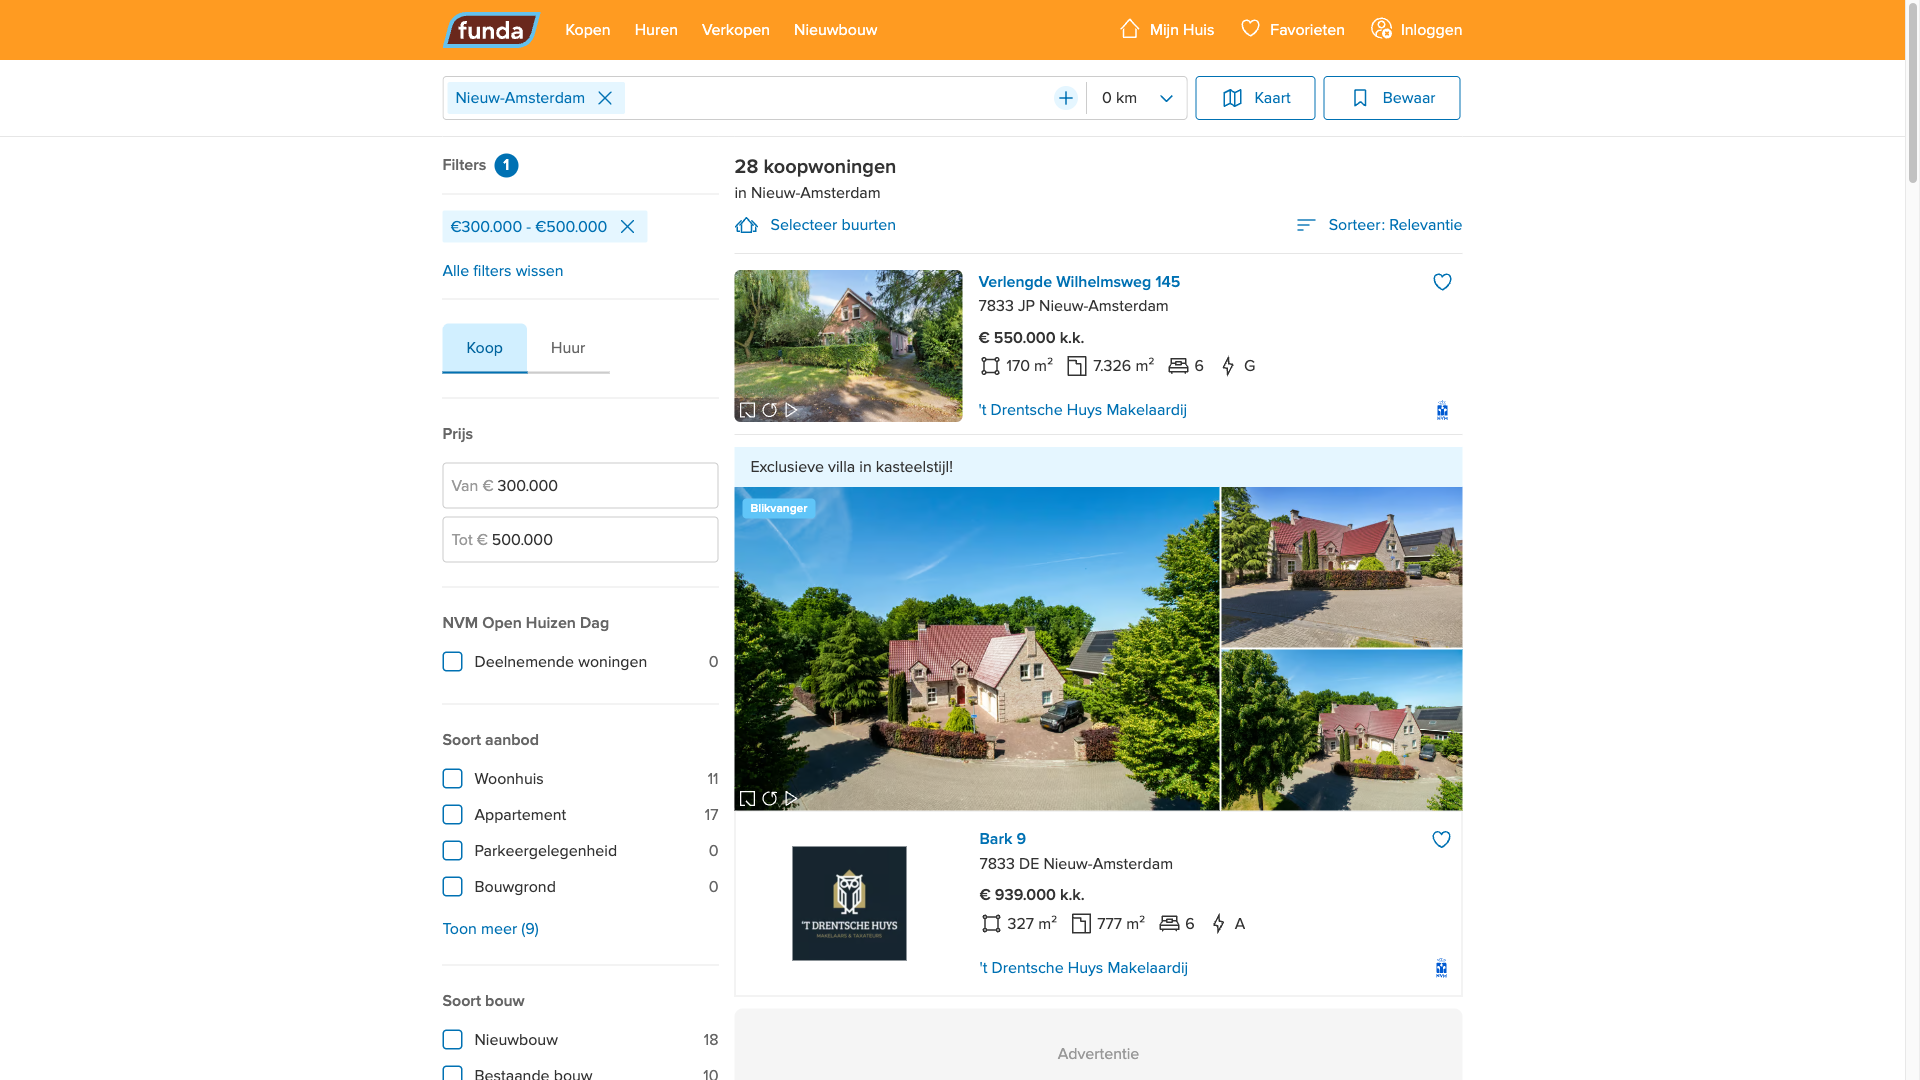 funda
Kopen
Huren
Verkopen
Nieuwbouw
Mijn Huis
Favorieten
Inloggen
Nieuw-Amsterdam
0 km
Kaart
Bewaar
Filters 1
€300.000 - €500.000
Alle filters wissen
Koop
Huur
Prijs
Van € 300.000
Tot € 500.000
NVM Open Huizen Dag
Deelnemende woningen 0
Soort aanbod
Woonhuis 11
Appartement 17
Parkeergelegenheid 0
Bouwgrond 0
Toon meer (9)
Soort bouw
Nieuwbouw 18
Bestaande bouw 10
28 koopwoningen
in Nieuw-Amsterdam
Selecteer buurten
Sorteer: Relevantie
Verlengde Wilhelmsweg 145
7833 JP Nieuw-Amsterdam
€ 550.000 k.k.
170 m² 7.326 m² 6 G
't Drentsche Huys Makelaardij
Exclusieve villa in kasteelstijl!
Blikvanger
'T DRENTSCHE HUYS
MAKELAARS & TAXATEURS
Bark 9
7833 DE Nieuw-Amsterdam
€ 939.000 k.k.
327 m² 777 m² 6 A
't Drentsche Huys Makelaardij
Advertentie